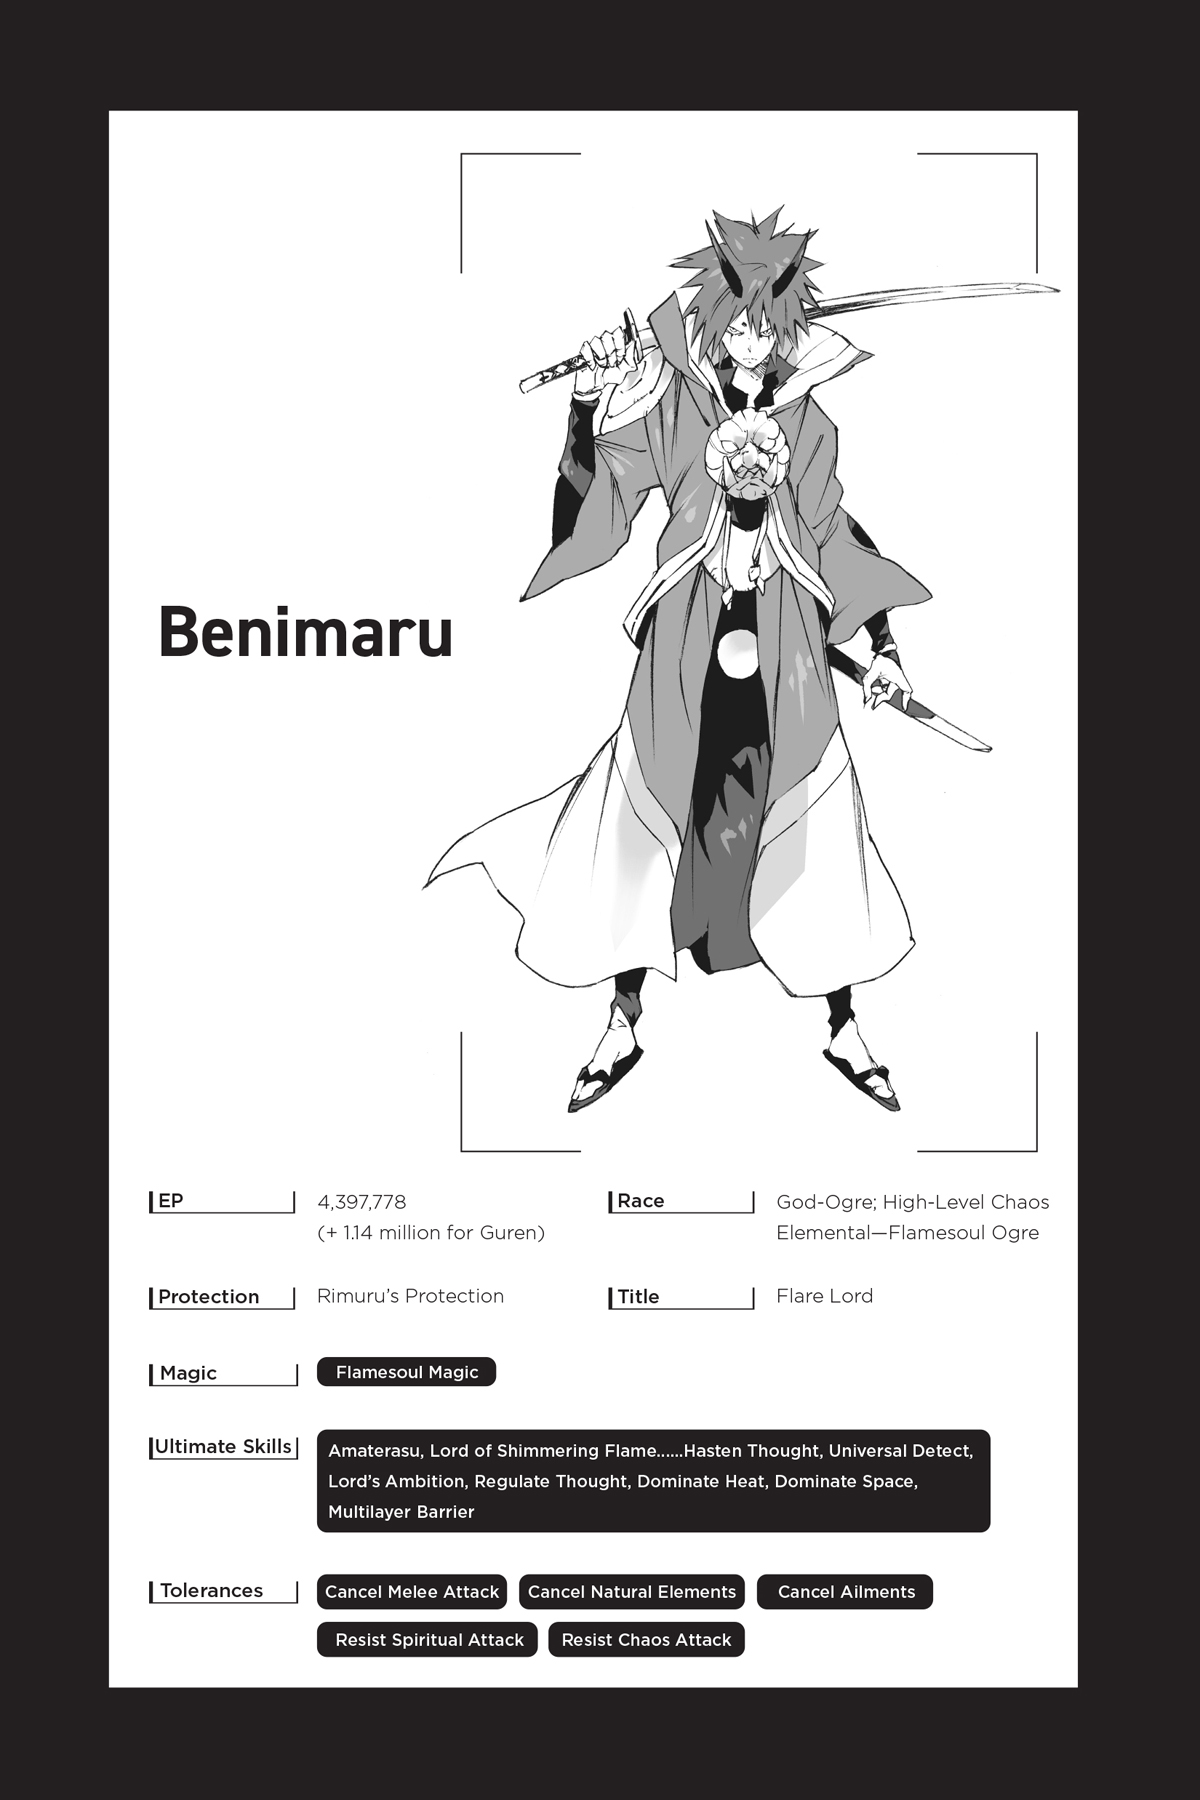 Benimaru
EP
4,397,778
(+ 1.14 million for Guren)
Race
God-Ogre; High-Level Chaos
Elemental—Flamesoul Ogre
Protection
Rimuru’s Protection
Title
Flare Lord
Magic
Flamesoul Magic
Ultimate Skills
Amaterasu, Lord of Shimmering Flame......Hasten Thought, Universal Detect,
Lord’s Ambition, Regulate Thought, Dominate Heat, Dominate Space,
Multilayer Barrier
Tolerances
Cancel Melee Attack
Cancel Natural Elements
Cancel Ailments
Resist Spiritual Attack
Resist Chaos Attack